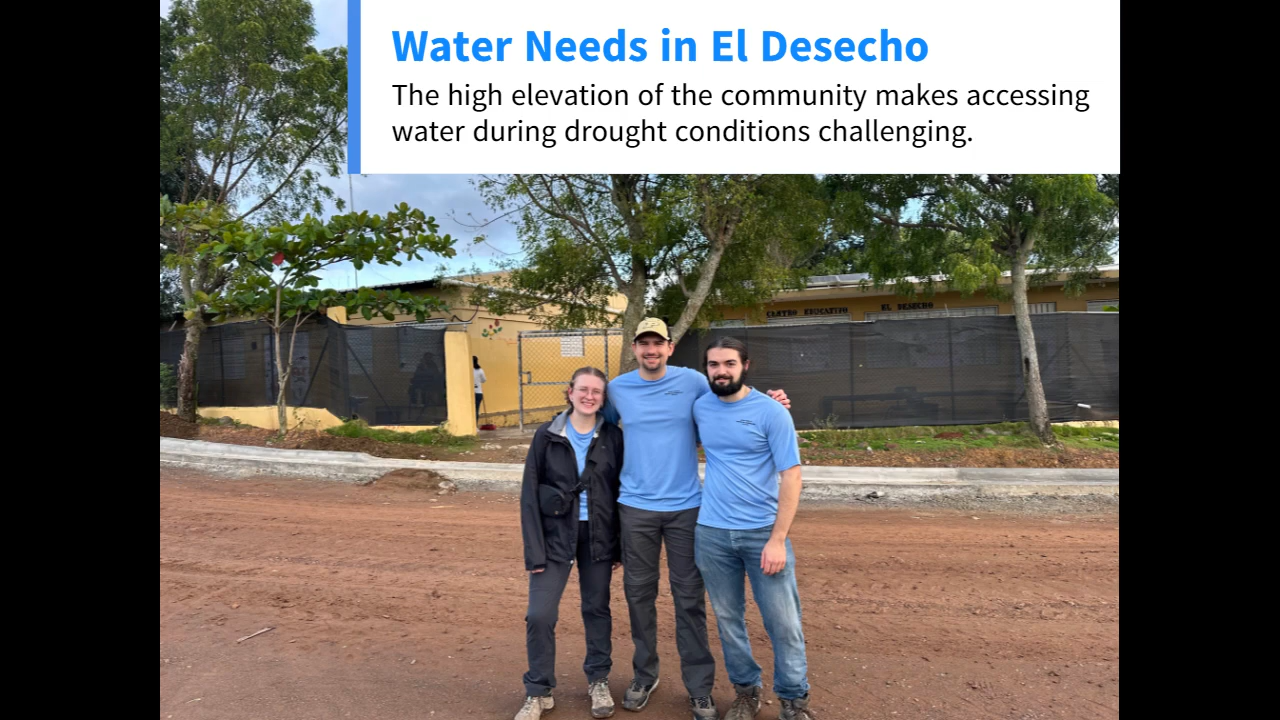 Water Needs in El Desecho
The high elevation of the community makes accessing
water during drought conditions challenging.
CENTRO EDUCATIVO EL DESECHO